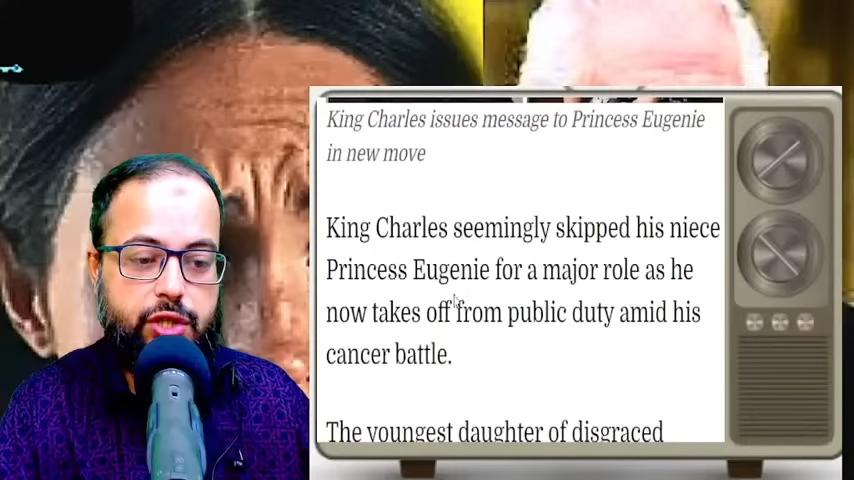 King Charles issues message to Princess Eugenie
in new move
King Charles seemingly skipped his niece
Princess Eugenie for a major role as he
now takes off from public duty amid his
cancer battle.
The youngest daughter of disgraced